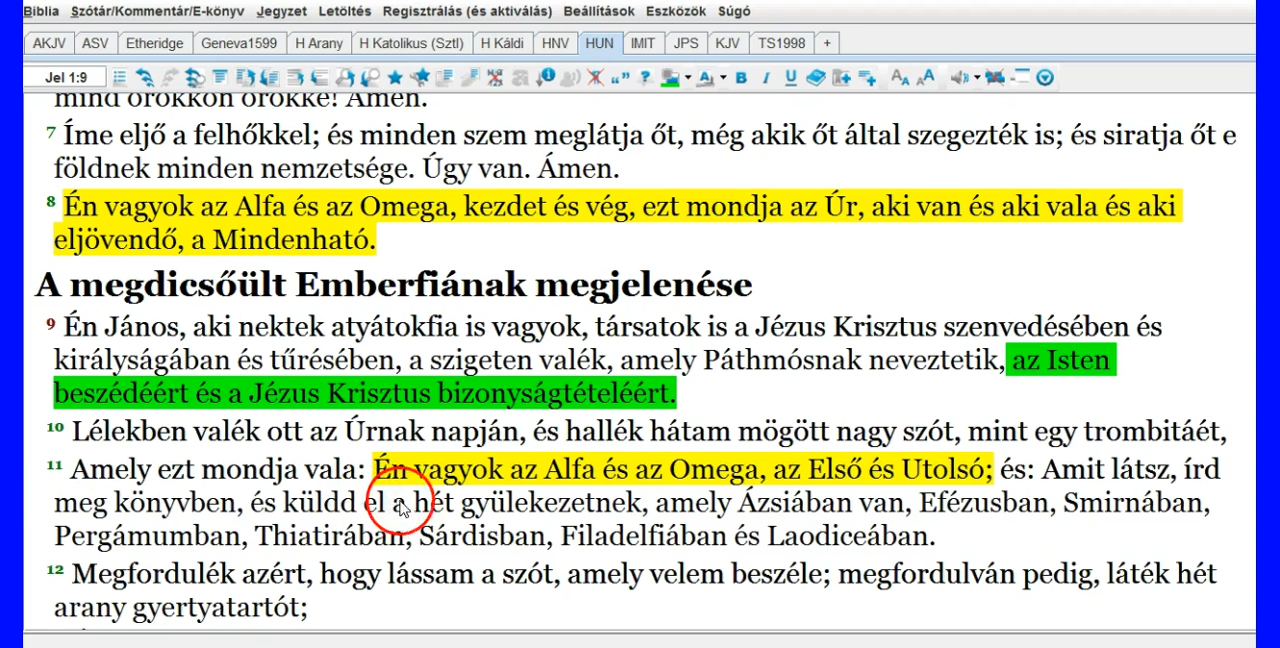 Biblia Szótár/Kommentár/E-könyv Jegyzet Letöltés Regisztrálás (és aktiválás) Beállítások Eszközök Súgó
AKJV ASV Etheridge Geneva1599 H Arany H Katolikus (Sztl) H Káldi HNV HUN IMIT JPS KJV TS1998 +
Jel 1:9
mind örökkön örökké! Ámen.
7 Íme eljő a felhőkkel; és minden szem meglátja őt, még akik őt által szegezték is; és siratja őt e
földnek minden nemzetsége. Úgy van. Ámen.
8 Én vagyok az Alfa és az Omega, kezdet és vég, ezt mondja az Úr, aki van és aki vala és aki
eljövendő, a Mindenható.
A megdicsőült Emberfiának megjelenése
9 Én János, aki nektek atyátokfia is vagyok, társatok is a Jézus Krisztus szenvedésében és
királyságában és tűrésében, a szigeten valék, amely Páthmósnak neveztetik, az Isten
beszédéért és a Jézus Krisztus bizonyságtételéért.
10 Lélekben valék ott az Úrnak napján, és hallék hátam mögött nagy szót, mint egy trombitáét,
11 Amely ezt mondja vala: Én vagyok az Alfa és az Omega, az Első és Utolsó; és: Amit látsz, írd
meg könyvben, és küldd el a hét gyülekezetnek, amely Ázsiában van, Efézusban, Smirnában,
Pergámumban, Thiatirában, Sárdisban, Filadelfiában és Laodiceában.
12 Megfordulék azért, hogy lássam a szót, amely velem beszéle; megfordulván pedig, láték hét
arany gyertyatartót;